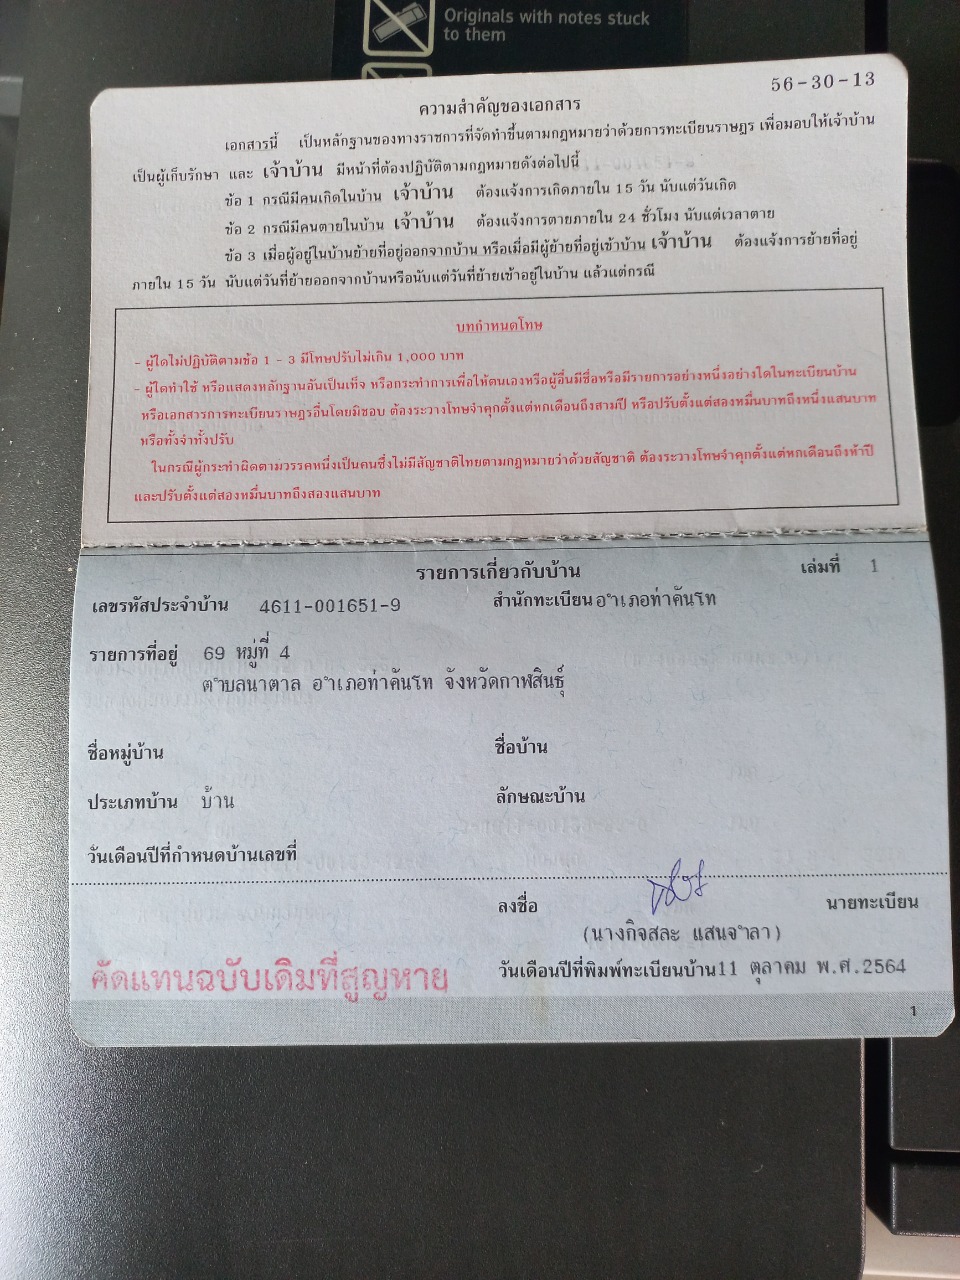 Originals with notes stuck
to them
56-30-13
ความสำคัญของเอกสาร
เอกสารนี้ เป็นหลักฐานของทางราชการที่จัดทำขึ้นตามกฎหมายว่าด้วยการทะเบียนราษฎร เพื่อมอบให้เจ้าบ้าน
เป็นผู้เก็บรักษา และ เจ้าบ้าน มีหน้าที่ต้องปฏิบัติตามกฎหมายดังต่อไปนี้
ข้อ 1 กรณีมีคนเกิดในบ้าน เจ้าบ้าน ต้องแจ้งการเกิดภายใน 15 วัน นับแต่วันเกิด
ข้อ 2 กรณีมีคนตายในบ้าน เจ้าบ้าน ต้องแจ้งการตายภายใน 24 ชั่วโมง นับแต่เวลาตาย
ข้อ 3 เมื่อผู้อยู่ในบ้านย้ายที่อยู่ออกจากบ้าน หรือเมื่อมีผู้ย้ายที่อยู่เข้าบ้าน เจ้าบ้าน ต้องแจ้งการย้ายที่อยู่
ภายใน 15 วัน นับแต่วันที่ย้ายออกจากบ้านหรือนับแต่วันที่ย้ายเข้าอยู่ในบ้าน แล้วแต่กรณี
บทกำหนดโทษ
- ผู้ใดไม่ปฏิบัติตามข้อ 1 - 3 มีโทษปรับไม่เกิน 1,000 บาท
- ผู้ใดทำใช้ หรือแสดงหลักฐานอันเป็นเท็จ หรือกระทำการเพื่อให้ตนเองหรือผู้อื่นมีชื่อหรือมีรายการอย่างหนึ่งอย่างใดในทะเบียนบ้าน
หรือเอกสารการทะเบียนราษฎรอื่นโดยมิชอบ ต้องระวางโทษจำคุกตั้งแต่หกเดือนถึงสามปี หรือปรับตั้งแต่สองหมื่นบาทถึงหนึ่งแสนบาท
หรือทั้งจำทั้งปรับ
ในกรณีผู้กระทำผิดตามวรรคหนึ่งเป็นคนซึ่งไม่มีสัญชาติไทยตามกฎหมายว่าด้วยสัญชาติ ต้องระวางโทษจำคุกตั้งแต่หกเดือนถึงห้าปี
และปรับตั้งแต่สองหมื่นบาทถึงสองแสนบาท
รายการเกี่ยวกับบ้าน เล่มที่ 1
เลขรหัสประจำบ้าน 4611-001651-9 สำนักทะเบียน อำเภอท่าคันโท
รายการที่อยู่ 69 หมู่ที่ 4
ตำบลนาตาล อำเภอท่าคันโท จังหวัดกาฬสินธุ์
ชื่อหมู่บ้าน ชื่อบ้าน
ประเภทบ้าน บ้าน ลักษณะบ้าน
วันเดือนปีที่กำหนดบ้านเลขที่
ลงชื่อ นายทะเบียน
(นางกิจสละ แสนจำลา)
คัดแทนฉบับเดิมที่สูญหาย วันเดือนปีที่พิมพ์ทะเบียนบ้าน 11 ตุลาคม พ.ศ.2564
1